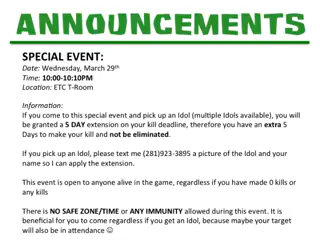 ANNOUNCEMENTS
SPECIAL EVENT:
Date: Wednesday, March 29th
Time: 10:00-10:10PM
Location: ETC T-Room
Information:
If you come to this special event and pick up an Idol (multiple Idols available), you will
be granted a 5 DAY extension on your kill deadline, therefore you have an extra 5
Days to make your kill and not be eliminated.
If you pick up an Idol, please text me (281)923-3895 a picture of the Idol and your
name so I can apply the extension.
This event is open to anyone alive in the game, regardless if you have made 0 kills or
any kills
There is NO SAFE ZONE/TIME or ANY IMMUNITY allowed during this event. It is
beneficial for you to come regardless if you get an Idol, because maybe your target
will also be in attendance ☺